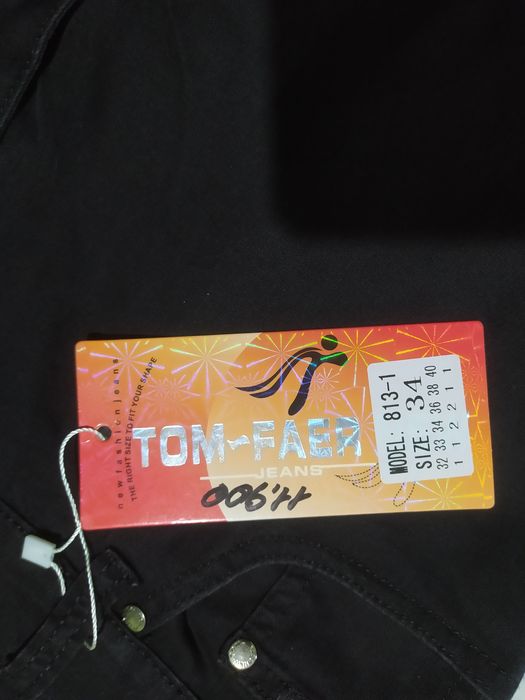 newfashionjeans
THE RIGHT SIZE TO FIT YOUR SHAPE
TOM-FAER
JEANS
11.900
MODEL: 813-1
SIZE: 34
32 33 34 36 38 40
1 1 2 2 1 1